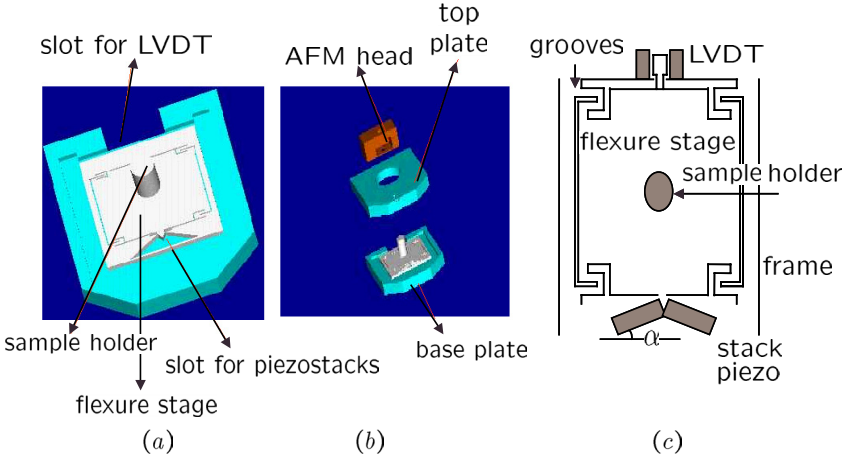 slot for LVDT
sample holder
slot for piezostacks
flexure stage
(a)
top
plate
AFM head
base plate
(b)
grooves
LVDT
flexure stage
sample holder
frame
α
stack
piezo
(c)